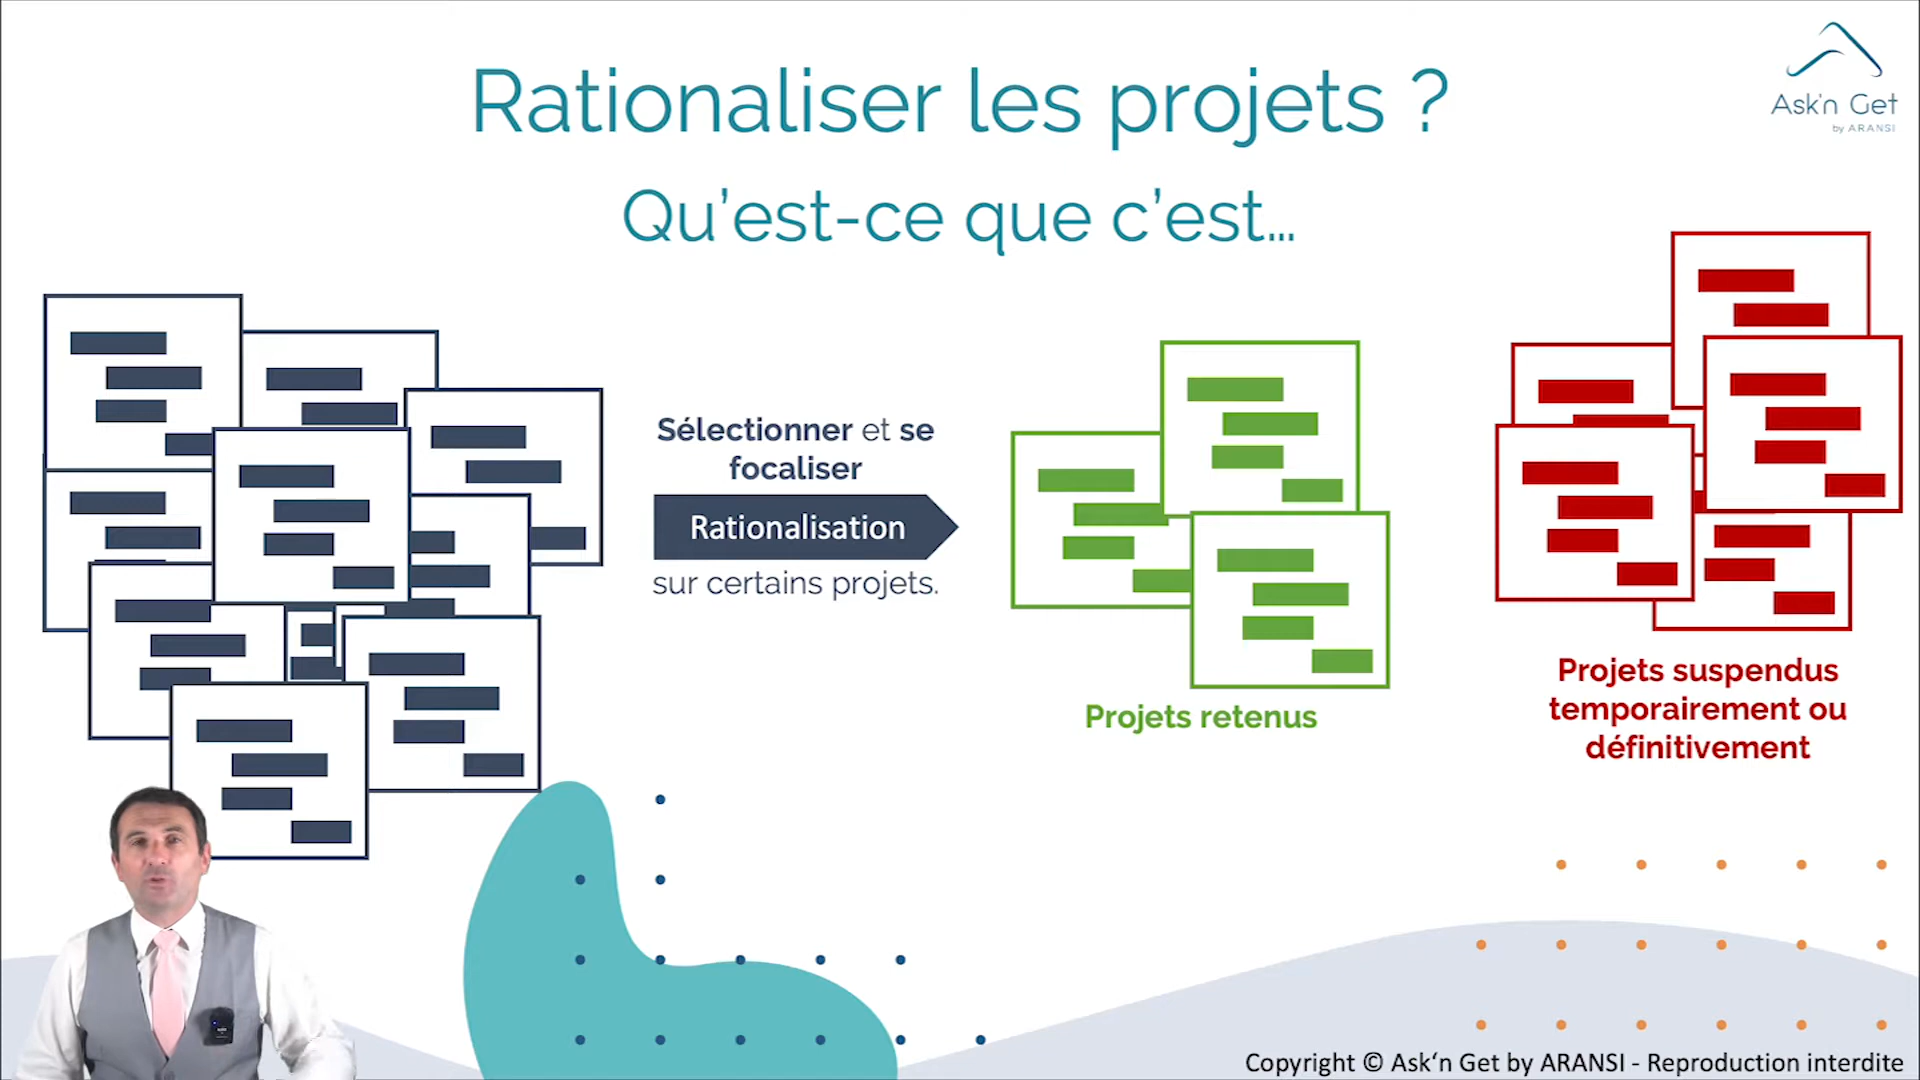 Rationaliser les projets ?
Qu’est-ce que c’est...
Ask'n Get
by ARANSI
Sélectionner et se
focaliser
Rationalisation
sur certains projets.
Projets retenus
Projets suspendus
temporairement ou
définitivement
Copyright © Ask‘n Get by ARANSI - Reproduction interdite